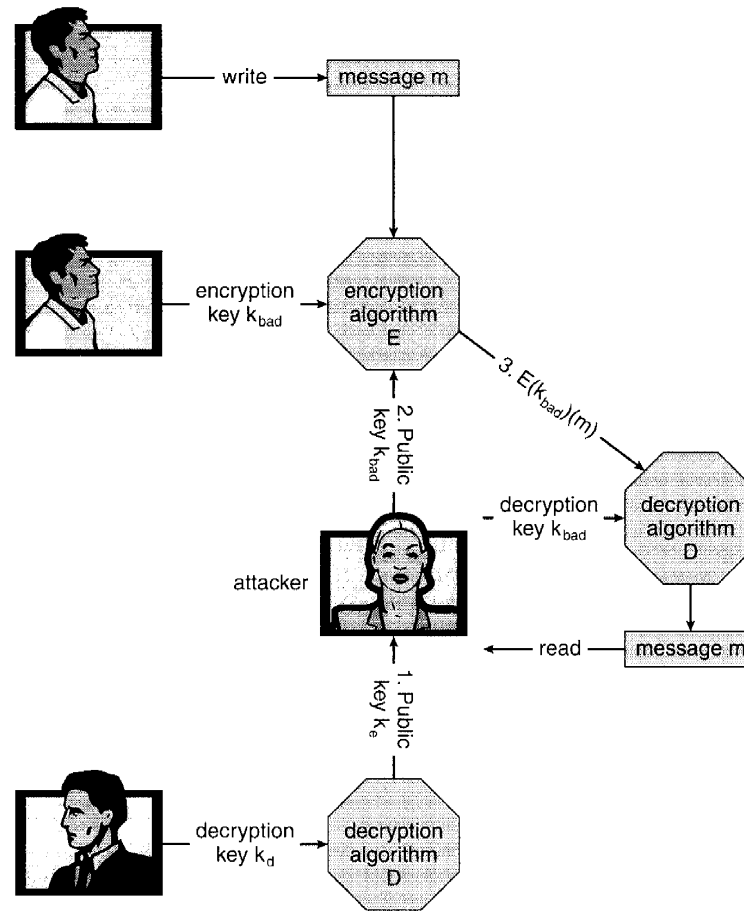 write
message m
encryption
key k_bad
encryption
algorithm
E
3. E(k_bad)(m)
2. Public
key k_bad
decryption
key k_bad
decryption
algorithm
D
attacker
read
message m
1. Public
key k_e
decryption
key k_d
decryption
algorithm
D